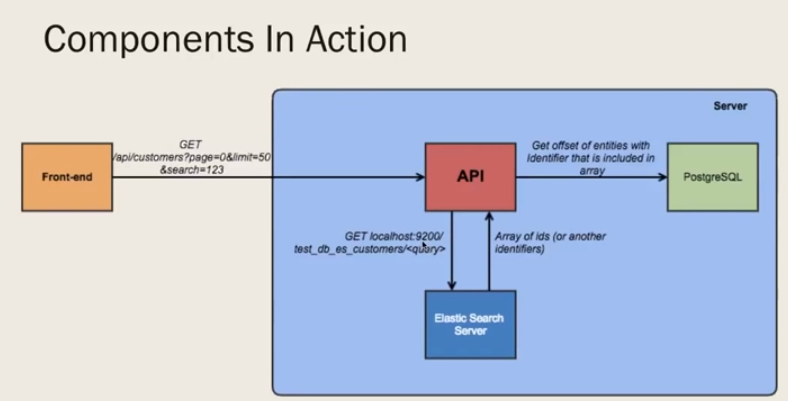 Components In Action
Server
GET
/api/customers?page=0&limit=50
&search=123
Front-end
API
Get offset of entities with
Identifier that is included in
array
PostgreSQL
GET localhost:9200/
test_db_es_customers/<query>
Array of ids (or another
identifiers)
Elastic Search
Server